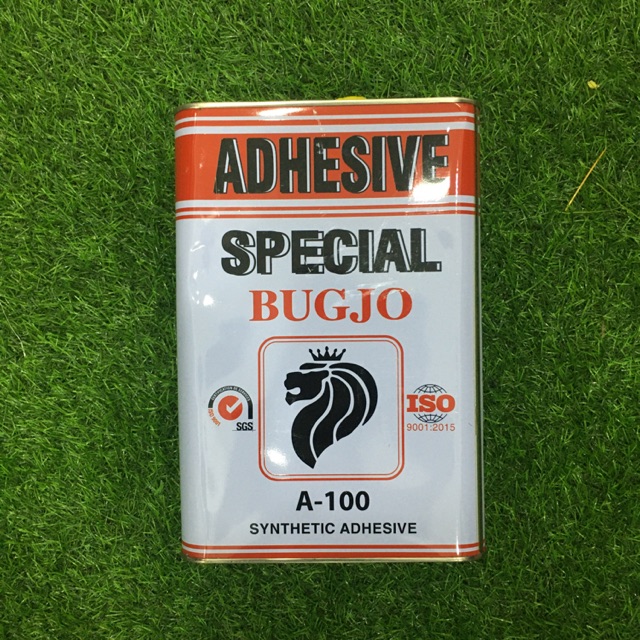 ADHESIVE
SPECIAL
BUGJO
SGS
ISO
9001:2015
A-100
SYNTHETIC ADHESIVE